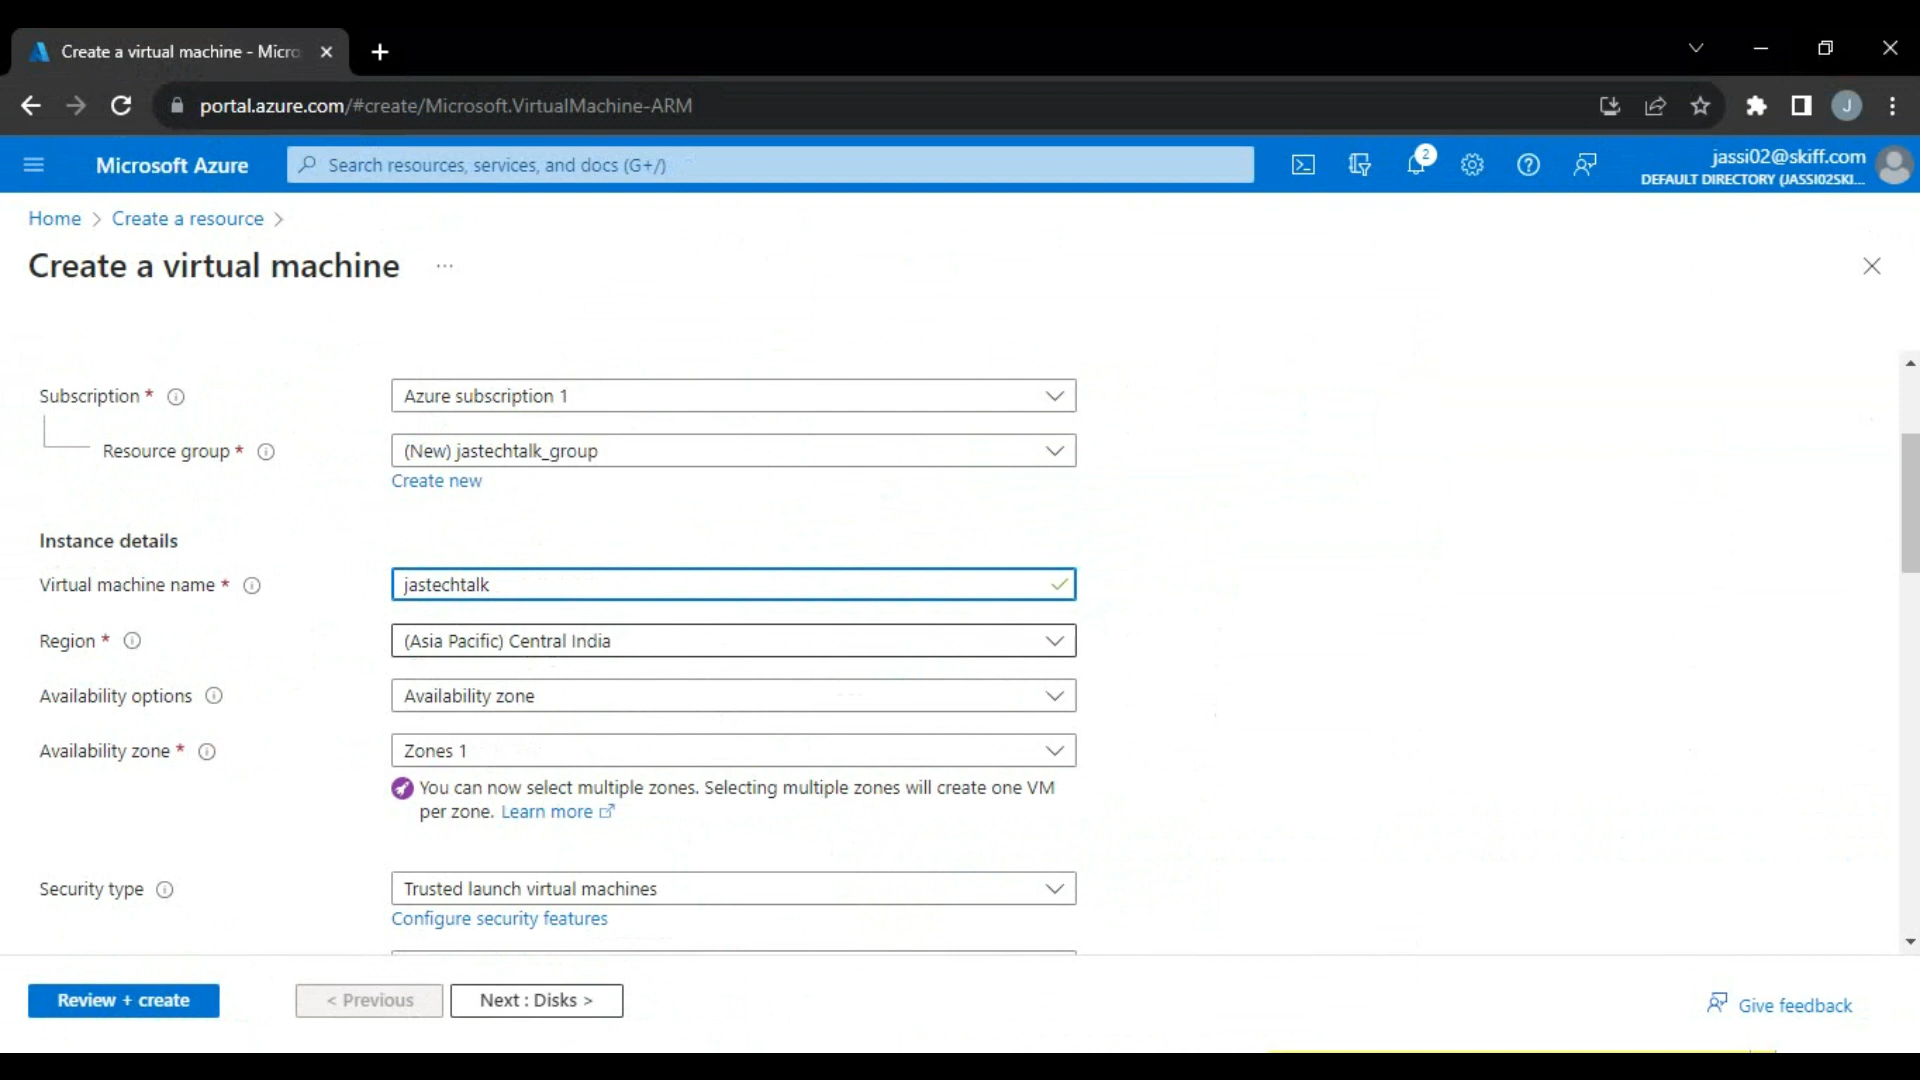 Create a virtual machine - Micro
portal.azure.com/#create/Microsoft.VirtualMachine-ARM
J
Microsoft Azure
Search resources, services, and docs (G+/)
2
jassi02@skiff.com
DEFAULT DIRECTORY (JASSI02SKI...
Home > Create a resource >
Create a virtual machine ...
Subscription * Azure subscription 1
Resource group * (New) jastechtalk_group
Create new
Instance details
Virtual machine name * jastechtalk
Region * (Asia Pacific) Central India
Availability options Availability zone
Availability zone * Zones 1
You can now select multiple zones. Selecting multiple zones will create one VM
per zone. Learn more
Security type Trusted launch virtual machines
Configure security features
Review + create < Previous Next : Disks > Give feedback